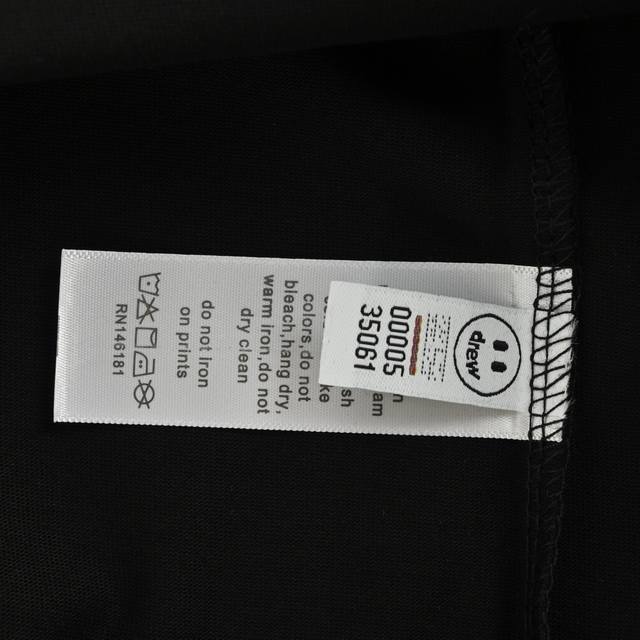 drew
00005
35061
colors,do not
bleach,hang dry,
warm iron,do not
dry clean
do not Iron
on prints
RN146181